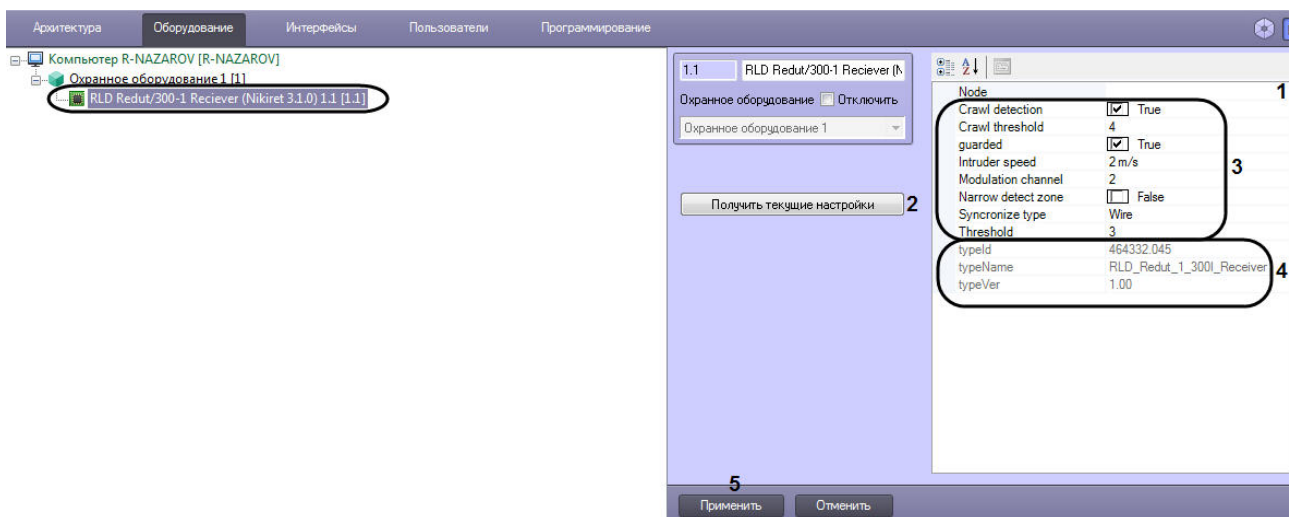 Архитектура Оборудование Интерфейсы Пользователи Программирование
Компьютер R-NAZAROV [R-NAZAROV]
Охранное оборудование 1 [1]
RLD Redut/300-1 Reciever (Nikiret 3.1.0) 1.1 [1.1]
1.1 RLD Redut/300-1 Reciever (N
Охранное оборудование Отключить
Охранное оборудование 1
Получить текущие настройки 2
Node 1
Crawl detection True
Crawl threshold 4
guarded True
Intruder speed 2 m/s
3
Modulation channel 2
Narrow detect zone False
Syncronize type Wire
Threshold 3
typeId 464332.045
typeName RLD_Redut_1_300l_Receiver
4
typeVer 1.00
5
Применить Отменить